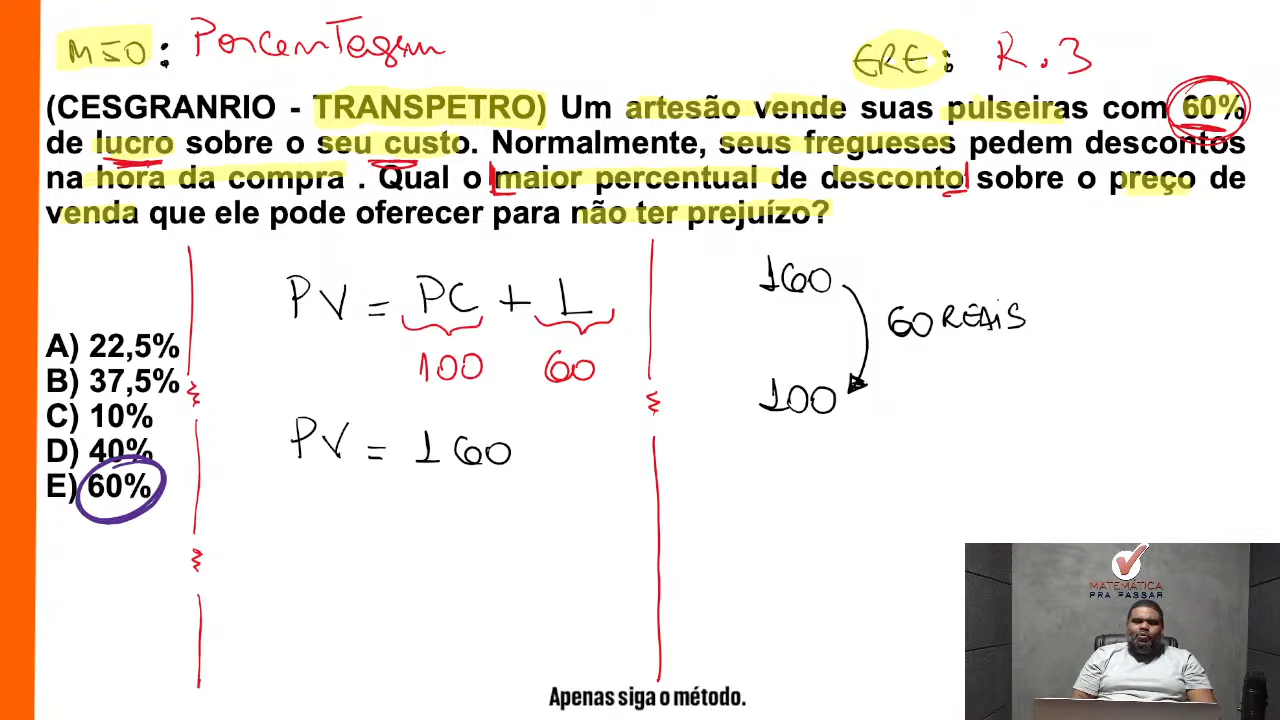 M50: Porcentagem
ERE: R.3
(CESGRANRIO - TRANSPETRO) Um artesão vende suas pulseiras com 60%
de lucro sobre o seu custo. Normalmente, seus fregueses pedem descontos
na hora da compra . Qual o maior percentual de desconto sobre o preço de
venda que ele pode oferecer para não ter prejuízo?
A) 22,5%
B) 37,5%
C) 10%
D) 40%
E) 60%
PV = PC + L
100 60
PV = 160
160
60 REAIS
100
MATEMÁTICA
PRA PASSAR
Apenas siga o método.